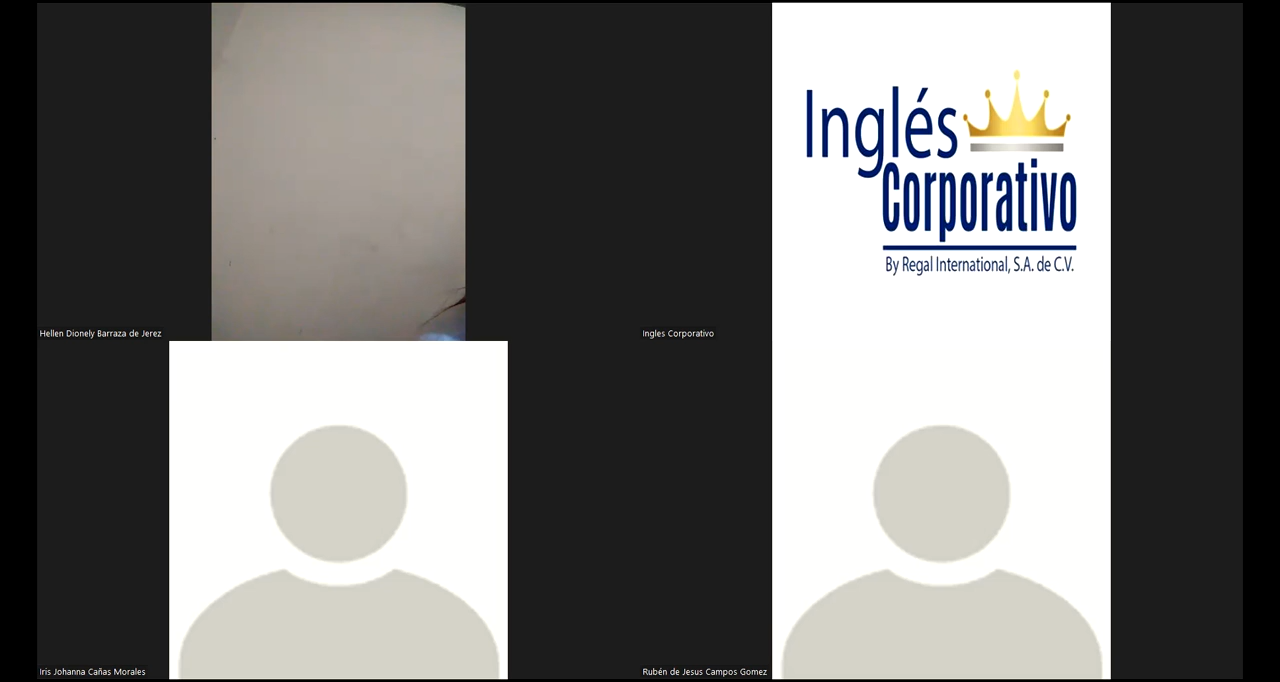 Inglés
Corporativo
By Regal International, S.A. de C.V.
Hellen Dionely Barraza de Jerez
Ingles Corporativo
Iris Johanna Cañas Morales
Rubén de Jesus Campos Gomez